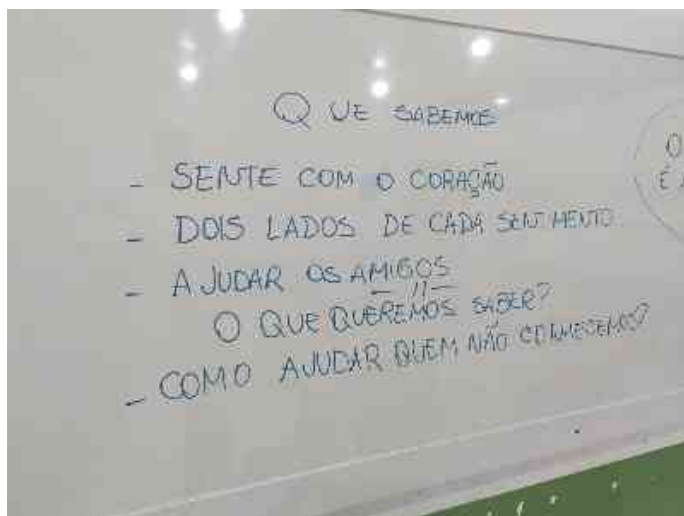 QUE SABEMOS
- SENTE COM O CORAÇÃO
- DOIS LADOS DE CADA SENTIMENTO
- AJUDAR OS AMIGOS
— // —
O QUE QUEREMOS SABER?
- COMO AJUDAR QUEM NÃO CONHECEMOS?
O
É